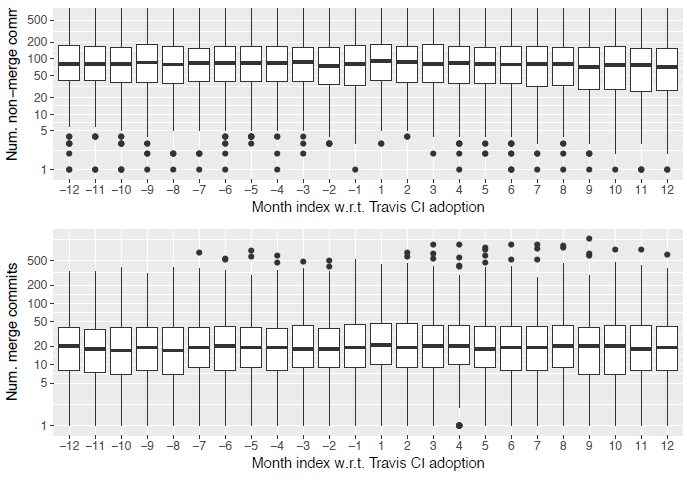 Num. non−merge comm
500
200
100
50
20
10
5
1
−12 −11 −10 −9 −8 −7 −6 −5 −4 −3 −2 −1 1 2 3 4 5 6 7 8 9 10 11 12
Month index w.r.t. Travis CI adoption
Num. merge commits
500
200
100
50
20
10
5
1
−12 −11 −10 −9 −8 −7 −6 −5 −4 −3 −2 −1 1 2 3 4 5 6 7 8 9 10 11 12
Month index w.r.t. Travis CI adoption